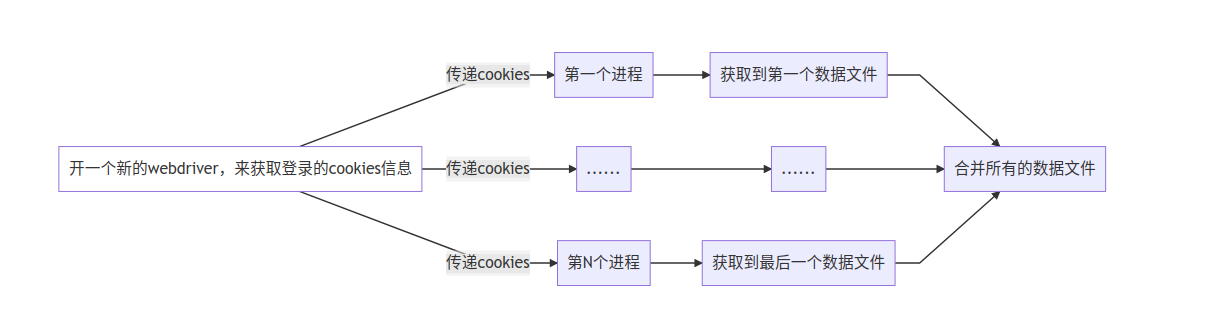 传递cookies
第一个进程
获取到第一个数据文件
开一个新的webdriver，来获取登录的cookies信息
传递cookies
……
……
合并所有的数据文件
传递cookies
第N个进程
获取到最后一个数据文件